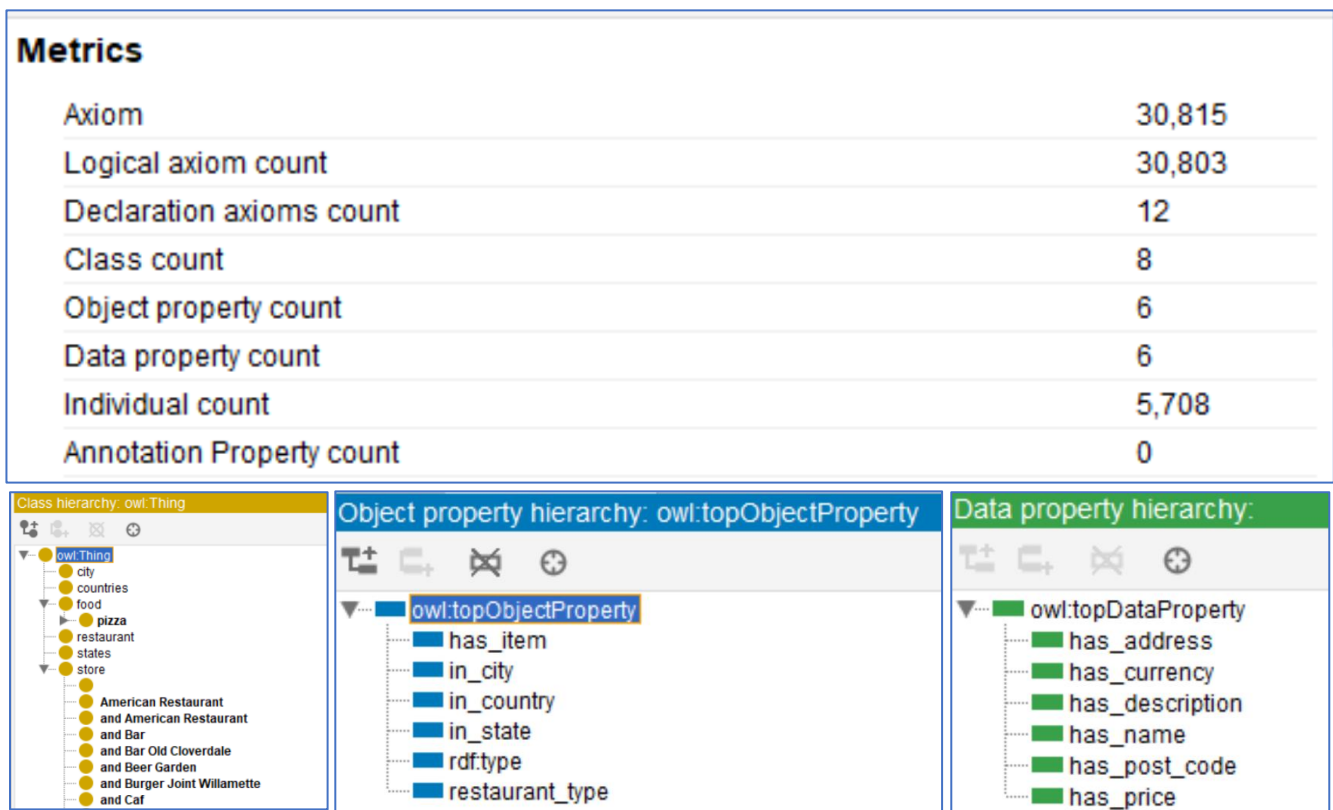 Metrics
Axiom 30,815
Logical axiom count 30,803
Declaration axioms count 12
Class count 8
Object property count 6
Data property count 6
Individual count 5,708
Annotation Property count 0
Class hierarchy: owl:Thing
owl:Thing
city
countries
food
pizza
restaurant
states
store
American Restaurant
and American Restaurant
and Bar
and Bar Old Cloverdale
and Beer Garden
and Burger Joint Willamette
and Caf
Object property hierarchy: owl:topObjectProperty
owl:topObjectProperty
has_item
in_city
in_country
in_state
rdf:type
restaurant_type
Data property hierarchy:
owl:topDataProperty
has_address
has_currency
has_description
has_name
has_post_code
has_price